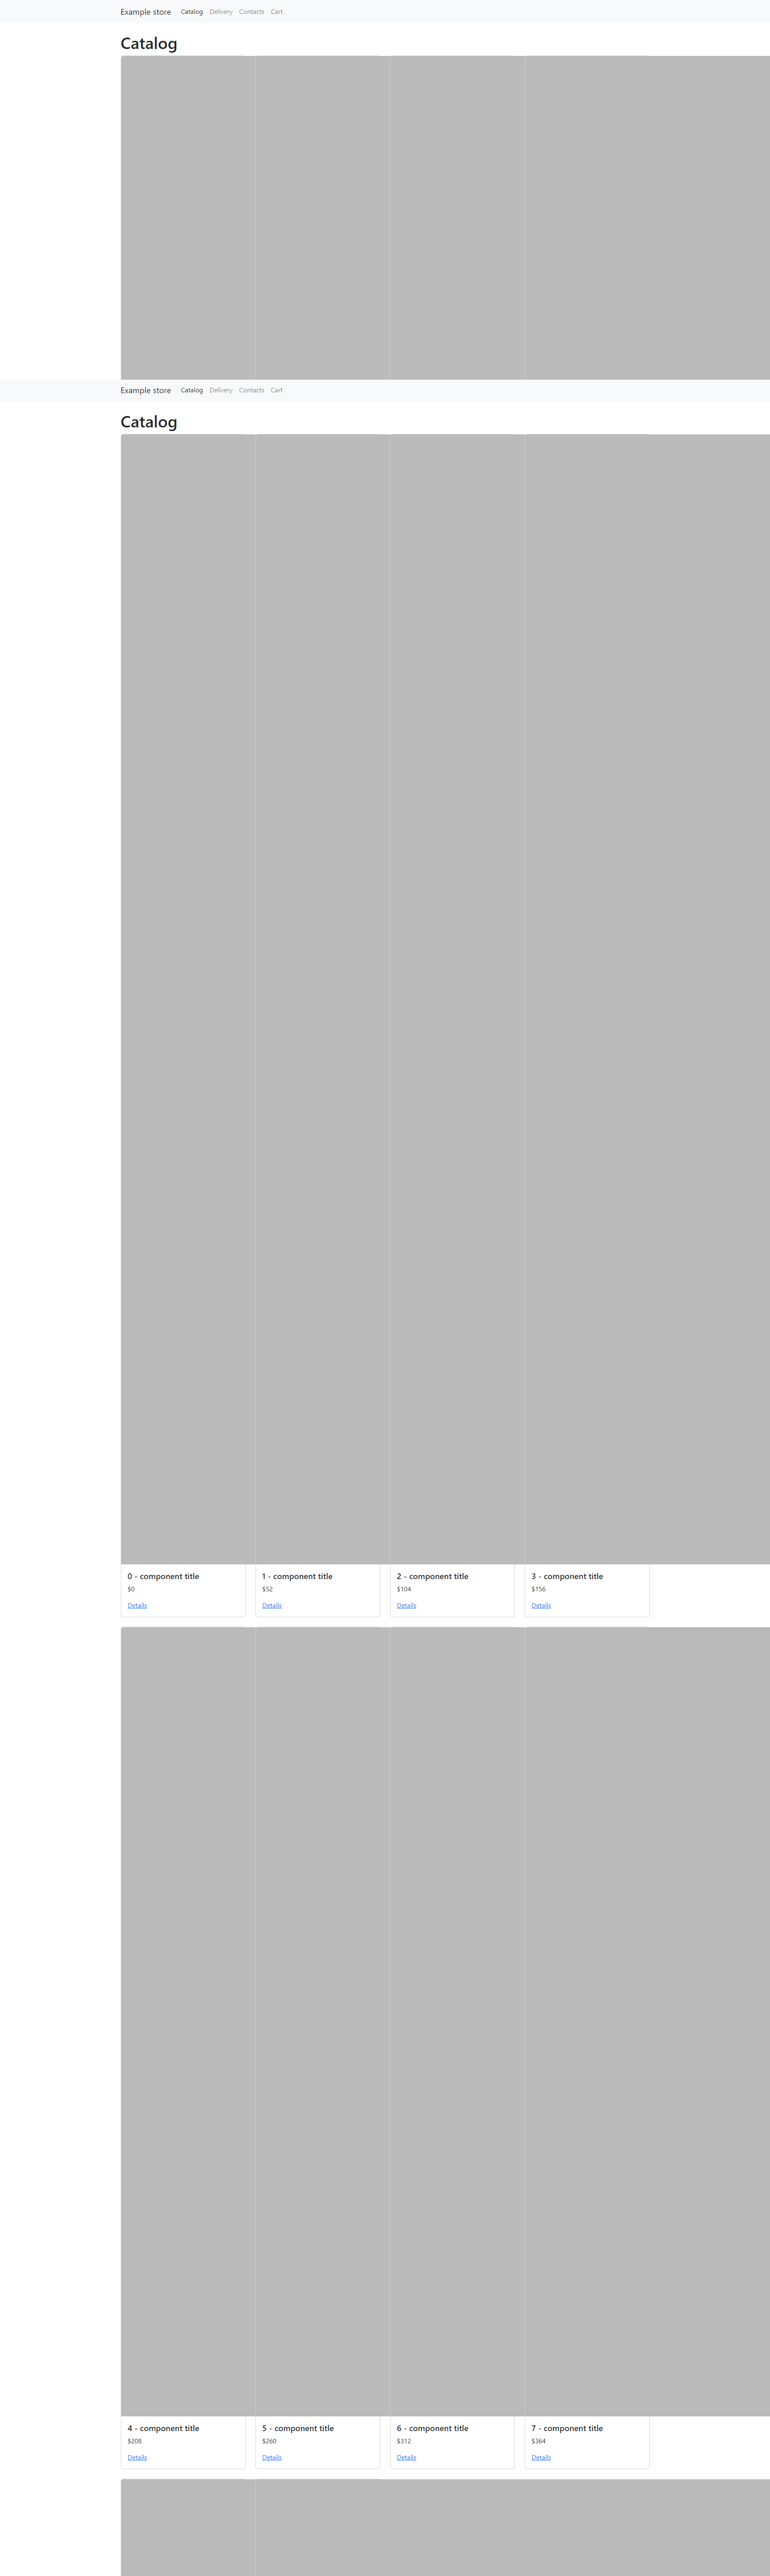 Example store Catalog Delivery Contacts Cart
Catalog
Example store Catalog Delivery Contacts Cart
Catalog
0 - component title 1 - component title 2 - component title 3 - component title
$0 $52 $104 $156
Details Details Details Details
4 - component title 5 - component title 6 - component title 7 - component title
$208 $260 $312 $364
Details Details Details Details